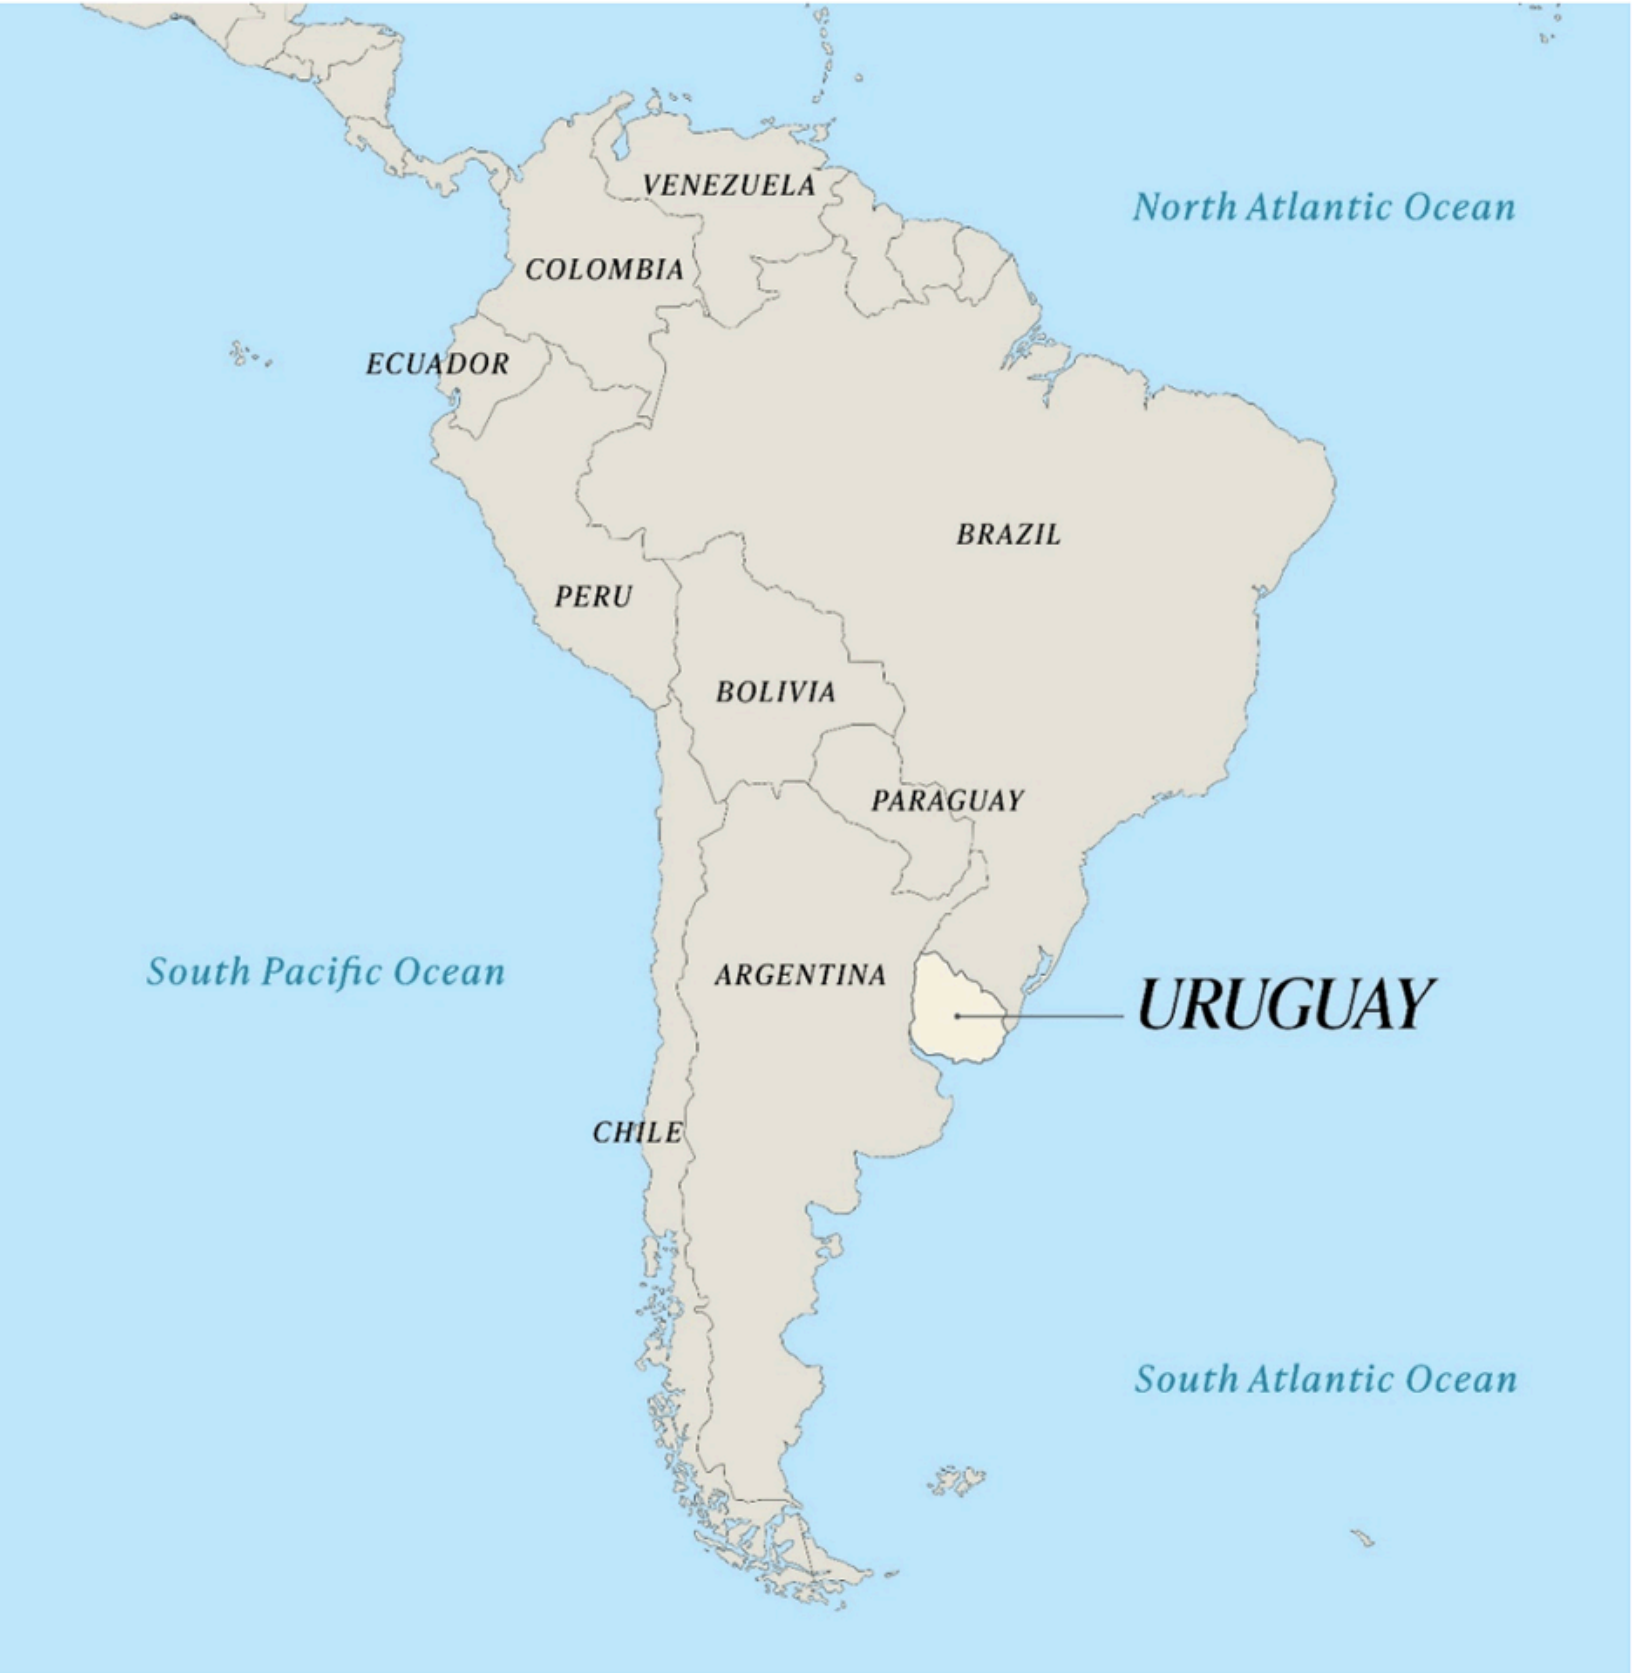 VENEZUELA
North Atlantic Ocean
COLOMBIA
ECUADOR
BRAZIL
PERU
BOLIVIA
PARAGUAY
South Pacific Ocean
ARGENTINA
URUGUAY
CHILE
South Atlantic Ocean